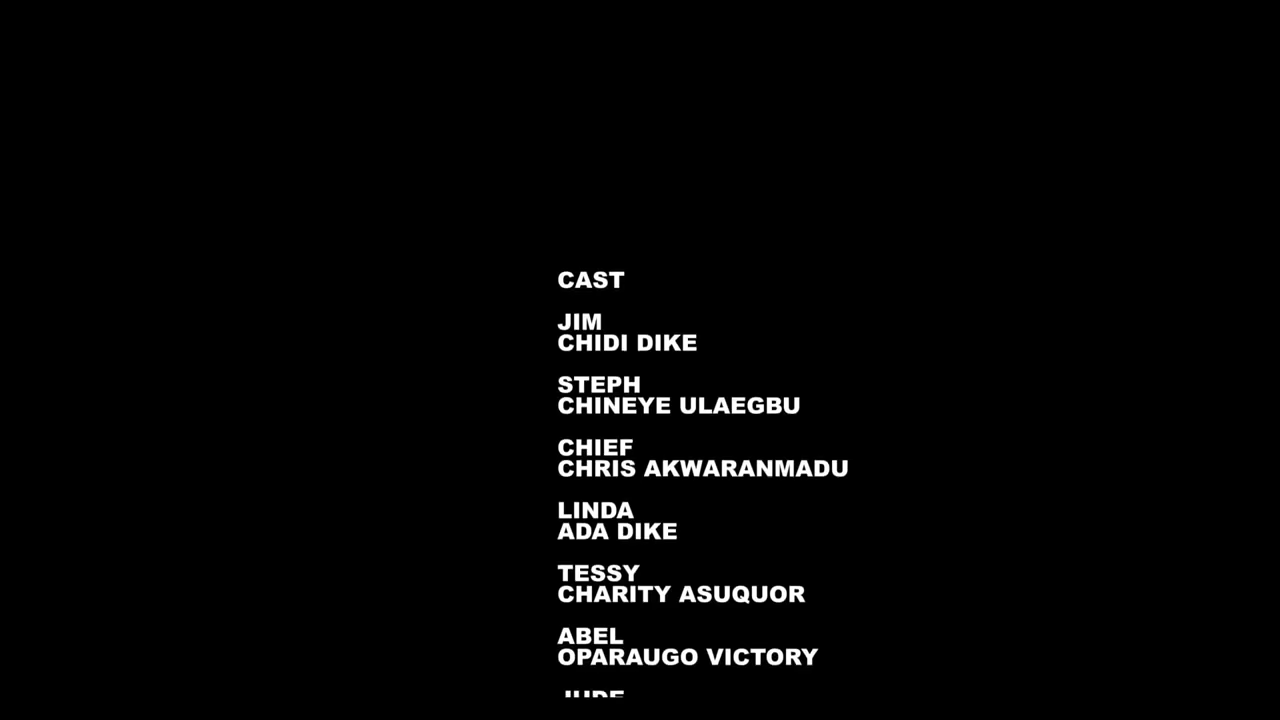 CAST
JIM
CHIDI DIKE
STEPH
CHINEYE ULAEGBU
CHIEF
CHRIS AKWARANMADU
LINDA
ADA DIKE
TESSY
CHARITY ASUQUOR
ABEL
OPARAUGO VICTORY
JUDE